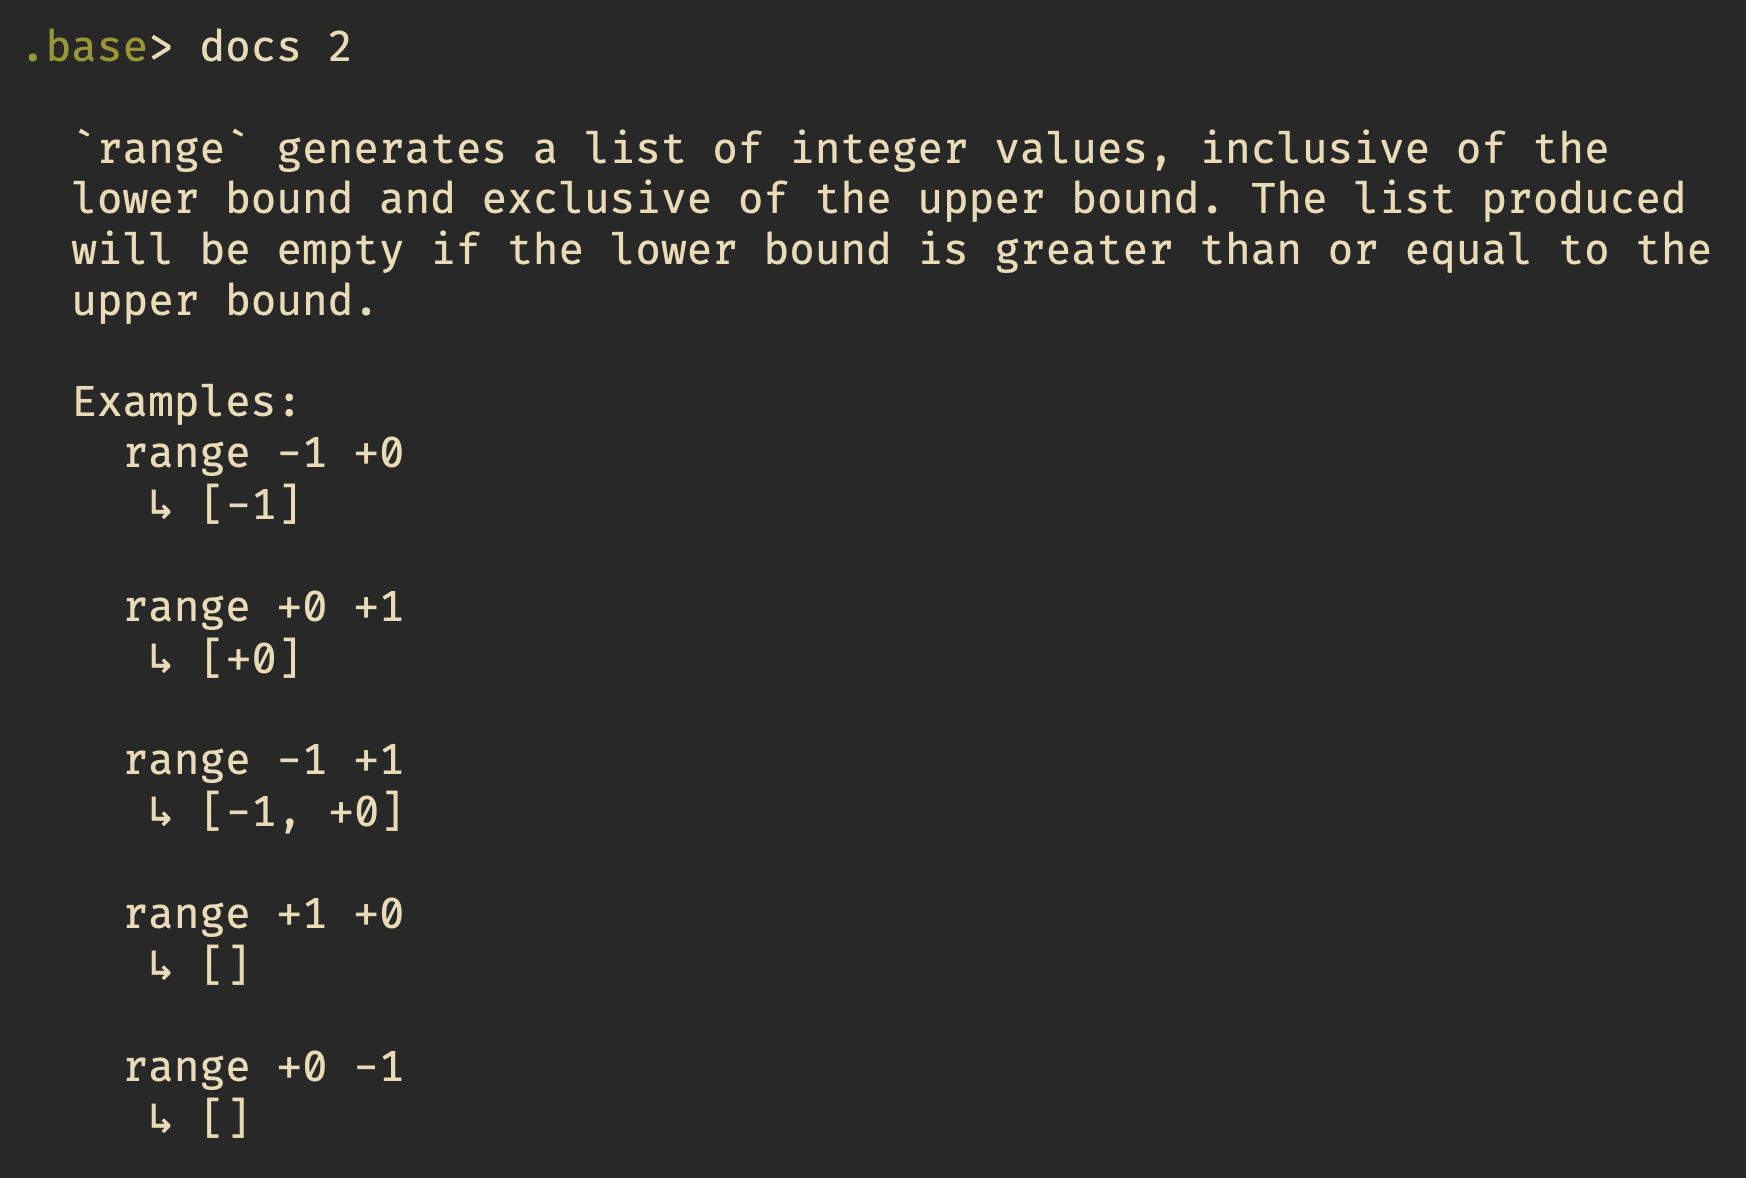 .base> docs 2
`range` generates a list of integer values, inclusive of the
lower bound and exclusive of the upper bound. The list produced
will be empty if the lower bound is greater than or equal to the
upper bound.
Examples:
range -1 +0
↳ [-1]
range +0 +1
↳ [+0]
range -1 +1
↳ [-1, +0]
range +1 +0
↳ []
range +0 -1
↳ []